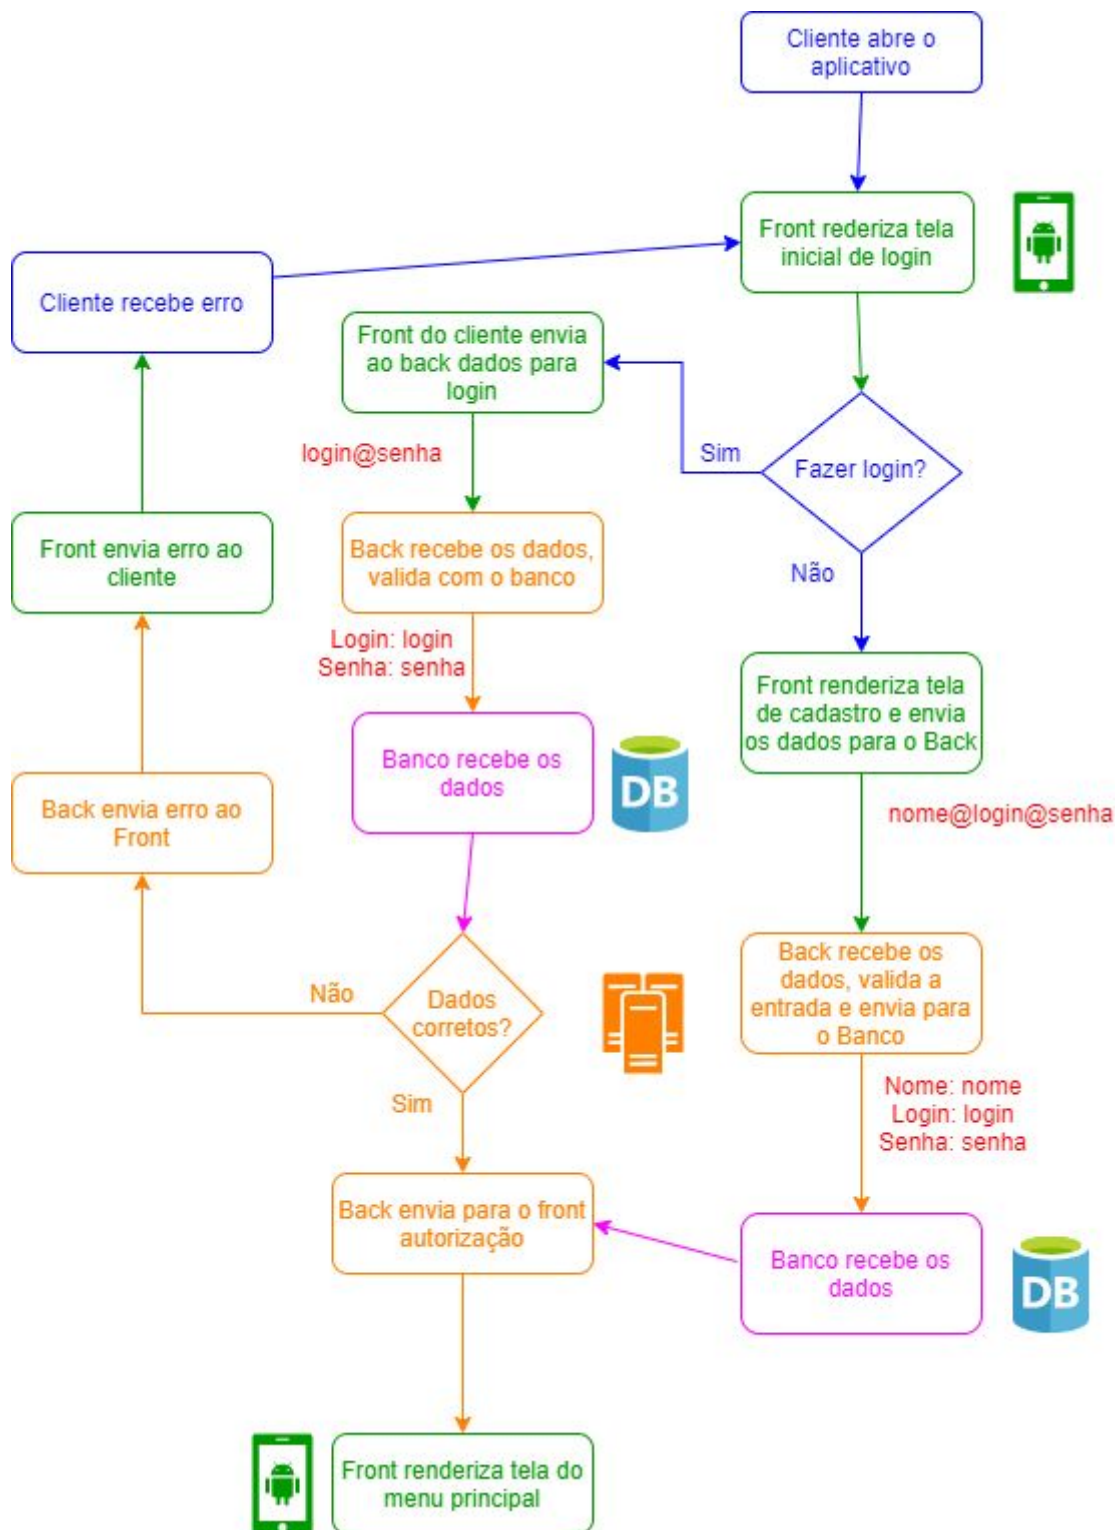 Cliente abre o
aplicativo
Front rederiza tela
inicial de login
Cliente recebe erro
Front do cliente envia
ao back dados para
login
Sim
Fazer login?
login@senha
Front envia erro ao
cliente
Back recebe os dados,
valida com o banco
Não
Login: login
Senha: senha
Front renderiza tela
de cadastro e envia
os dados para o Back
Banco recebe os
dados
DB
Back envia erro ao
Front
nome@login@senha
Back recebe os
dados, valida a
entrada e envia para
o Banco
Não
Dados
corretos?
Sim
Nome: nome
Login: login
Senha: senha
Back envia para o front
autorização
Banco recebe os
dados
DB
Front renderiza tela do
menu principal